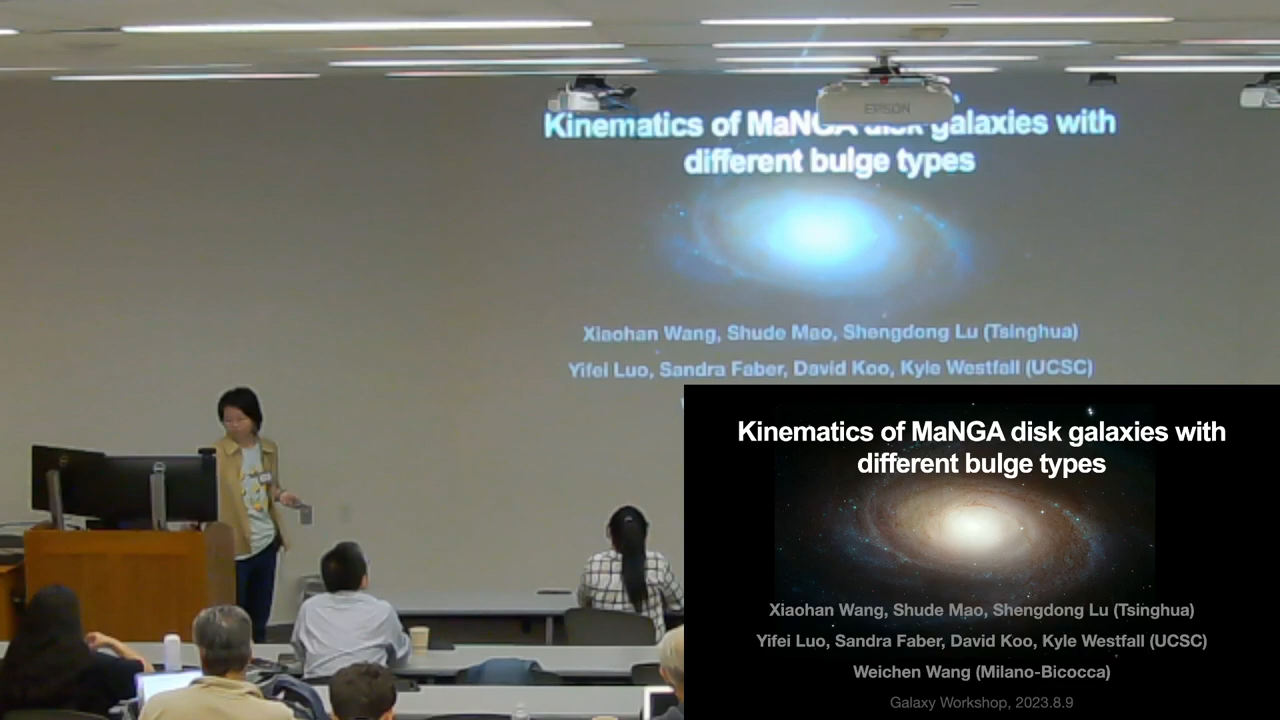 EPSON
Kinematics of MaNGA disk galaxies with
different bulge types
Xiaohan Wang, Shude Mao, Shengdong Lu (Tsinghua)
Yifei Luo, Sandra Faber, David Koo, Kyle Westfall (UCSC)
Kinematics of MaNGA disk galaxies with
different bulge types
Xiaohan Wang, Shude Mao, Shengdong Lu (Tsinghua)
Yifei Luo, Sandra Faber, David Koo, Kyle Westfall (UCSC)
Weichen Wang (Milano-Bicocca)
Galaxy Workshop, 2023.8.9